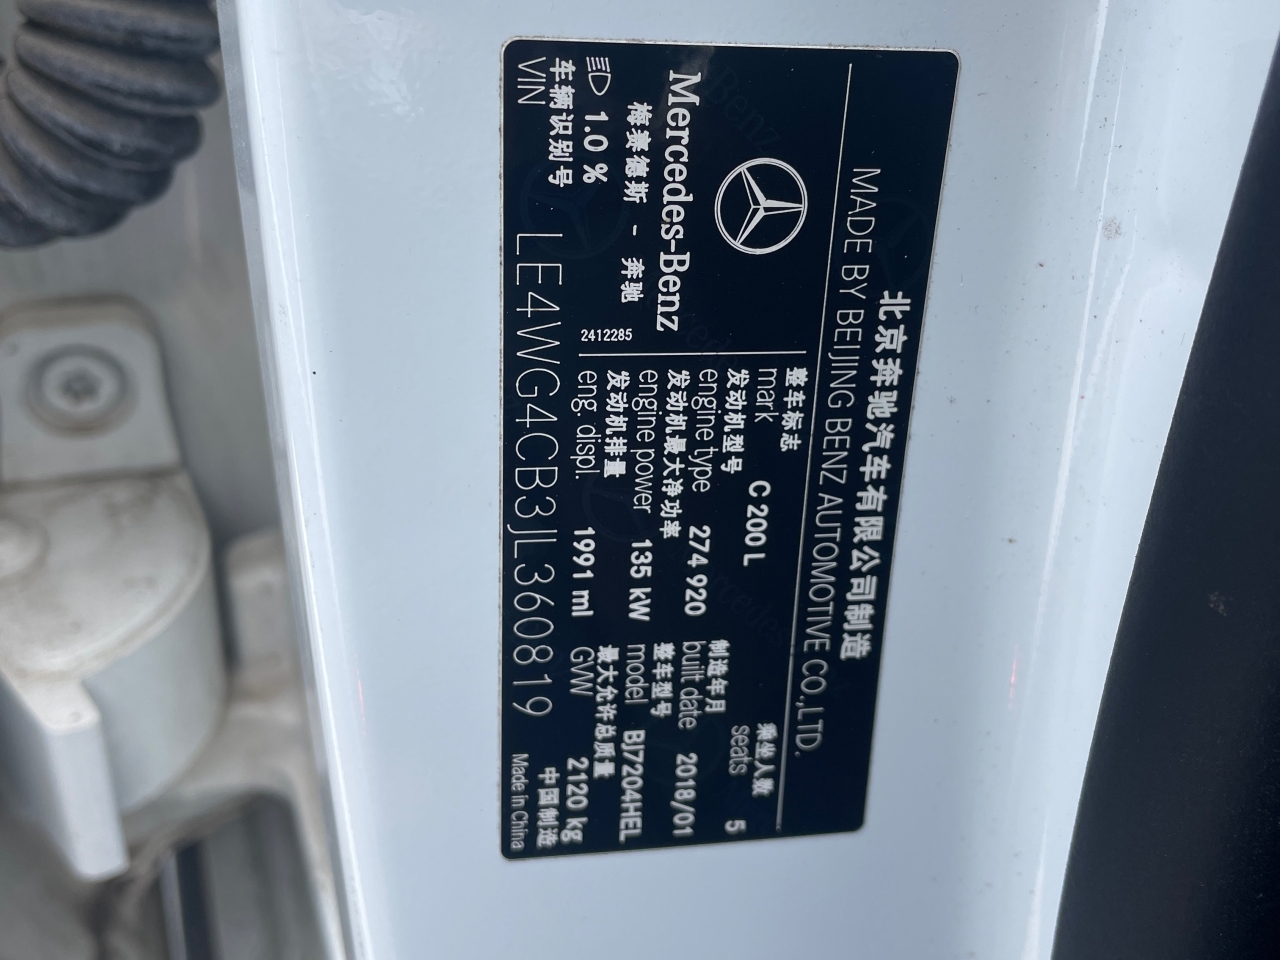 北京奔驰汽车有限公司制造
MADE BY BEIJING BENZ AUTOMOTIVE CO.,LTD.
Mercedes-Benz
梅赛德斯 - 奔驰
1.0 %
2412285
整车标志
mark C 200 L
乘坐人数
seats 5
发动机型号
engine type 274 920
制造年月
built date 2018/01
发动机最大净功率
engine power 135 kW
整车型号
model BJ7204HEL
发动机排量
eng. displ. 1991 ml
最大允许总质量
GVW 2120 kg
车辆识别号
VIN LE4WG4CB3JL360819
中国制造
Made in China